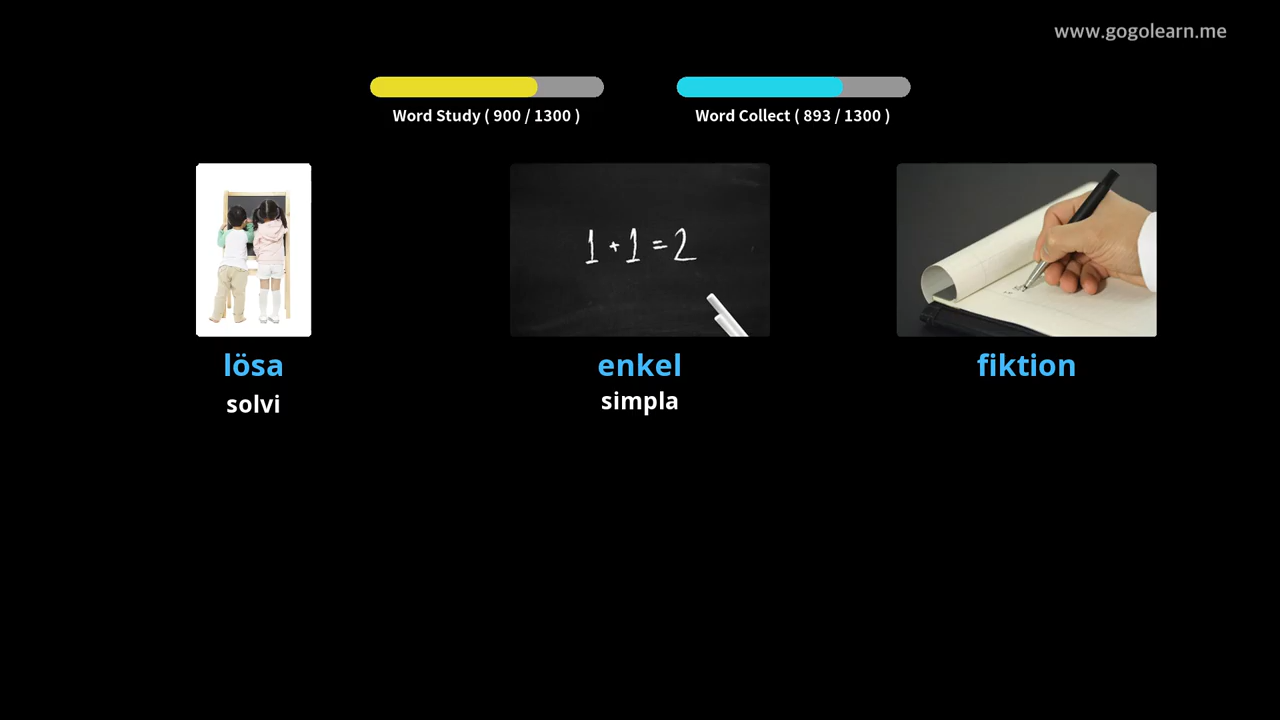 www.gogolearn.me
Word Study ( 900 / 1300 )
Word Collect ( 893 / 1300 )
1 + 1 = 2
lösa
solvi
enkel
simpla
fiktion